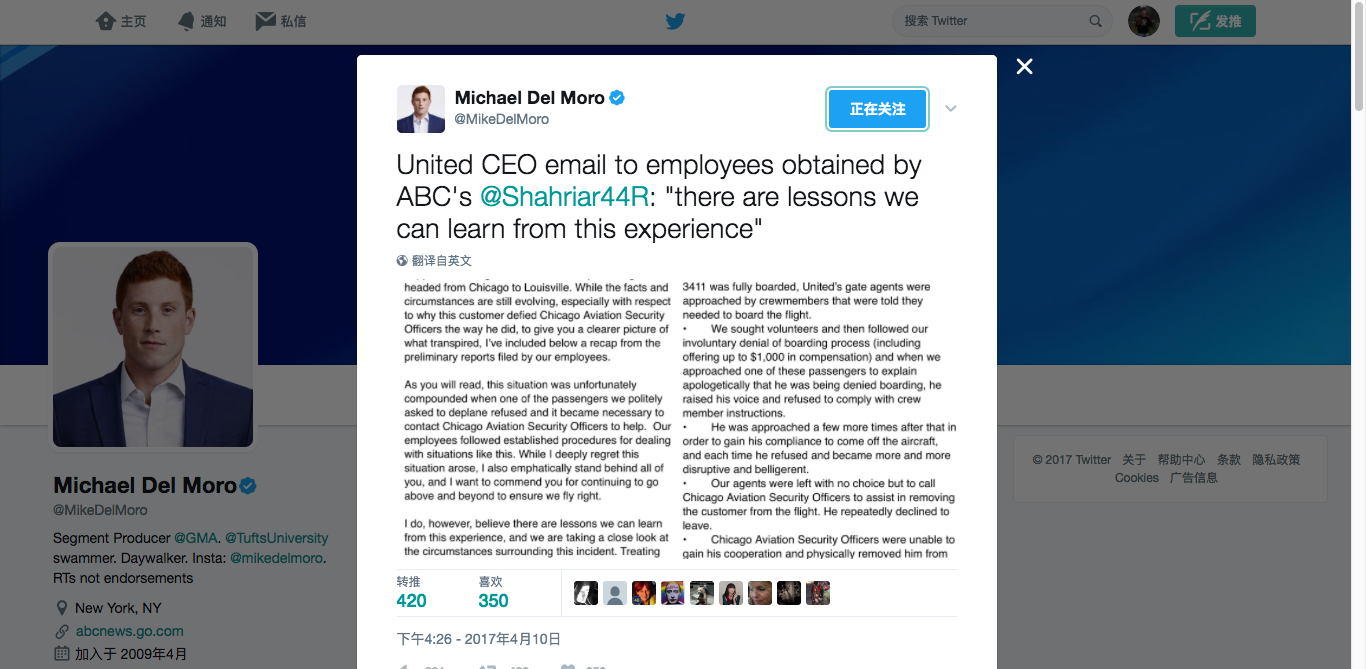 主页
通知
私信
搜索 Twitter
发推
Michael Del Moro
@MikeDelMoro
正在关注
United CEO email to employees obtained by
ABC's @Shahriar44R: "there are lessons we
can learn from this experience"
翻译自英文
headed from Chicago to Louisville. While the facts and
circumstances are still evolving, especially with respect
to why this customer defied Chicago Aviation Security
Officers the way he did, to give you a clearer picture of
what transpired, I've included below a recap from the
preliminary reports filed by our employees.
As you will read, this situation was unfortunately
compounded when one of the passengers we politely
asked to deplane refused and it became necessary to
contact Chicago Aviation Security Officers to help. Our
employees followed established procedures for dealing
with situations like this. While I deeply regret this
situation arose, I also emphatically stand behind all of
you, and I want to commend you for continuing to go
above and beyond to ensure we fly right.
I do, however, believe there are lessons we can learn
from this experience, and we are taking a close look at
the circumstances surrounding this incident. Treating
3411 was fully boarded, United's gate agents were
approached by crewmembers that were told they
needed to board the flight.
• We sought volunteers and then followed our
involuntary denial of boarding process (including
offering up to $1,000 in compensation) and when we
approached one of these passengers to explain
apologetically that he was being denied boarding, he
raised his voice and refused to comply with crew
member instructions.
• He was approached a few more times after that in
order to gain his compliance to come off the aircraft,
and each time he refused and became more and more
disruptive and belligerent.
• Our agents were left with no choice but to call
Chicago Aviation Security Officers to assist in removing
the customer from the flight. He repeatedly declined to
leave.
• Chicago Aviation Security Officers were unable to
gain his cooperation and physically removed him from
转推
420
喜欢
350
下午4:26 - 2017年4月10日
Michael Del Moro
@MikeDelMoro
Segment Producer @GMA. @TuftsUniversity
swammer. Daywalker. Insta: @mikedelmoro.
RTs not endorsements
New York, NY
abcnews.go.com
加入于 2009年4月
© 2017 Twitter 关于 帮助中心 条款 隐私政策
Cookies 广告信息